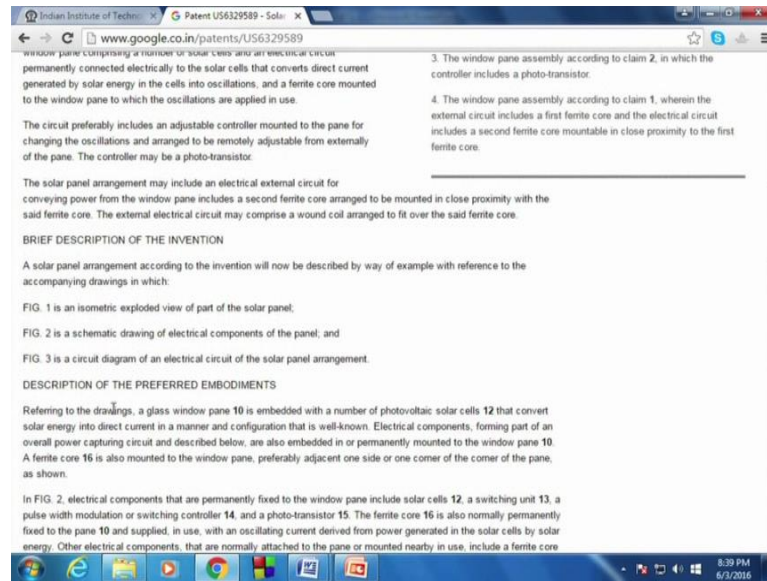 Indian Institute of Techno
Patent US6329589 - Solar
www.google.co.in/patents/US6329589
window pane comprising a number of solar cells and an electrical circuit
permanently connected electrically to the solar cells that converts direct current
generated by solar energy in the cells into oscillations, and a ferrite core mounted
to the window pane to which the oscillations are applied in use.
The circuit preferably includes an adjustable controller mounted to the pane for
changing the oscillations and arranged to be remotely adjustable from externally
of the pane. The controller may be a photo-transistor.
3. The window pane assembly according to claim 2, in which the
controller includes a photo-transistor.
4. The window pane assembly according to claim 1, wherein the
external circuit includes a first ferrite core and the electrical circuit
includes a second ferrite core mountable in close proximity to the first
ferrite core.
The solar panel arrangement may include an electrical external circuit for
conveying power from the window pane includes a second ferrite core arranged to be mounted in close proximity with the
said ferrite core. The external electrical circuit may comprise a wound coil arranged to fit over the said ferrite core.
BRIEF DESCRIPTION OF THE INVENTION
A solar panel arrangement according to the invention will now be described by way of example with reference to the
accompanying drawings in which:
FIG. 1 is an isometric exploded view of part of the solar panel;
FIG. 2 is a schematic drawing of electrical components of the panel; and
FIG. 3 is a circuit diagram of an electrical circuit of the solar panel arrangement.
DESCRIPTION OF THE PREFERRED EMBODIMENTS
Referring to the drawings, a glass window pane 10 is embedded with a number of photovoltaic solar cells 12 that convert
solar energy into direct current in a manner and configuration that is well-known. Electrical components, forming part of an
overall power capturing circuit and described below, are also embedded in or permanently mounted to the window pane 10.
A ferrite core 16 is also mounted to the window pane, preferably adjacent one side or one corner of the corner of the pane,
as shown.
In FIG. 2, electrical components that are permanently fixed to the window pane include solar cells 12, a switching unit 13, a
pulse width modulation or switching controller 14, and a photo-transistor 15. The ferrite core 16 is also normally permanently
fixed to the pane 10 and supplied, in use, with an oscillating current derived from power generated in the solar cells by solar
energy. Other electrical components, that are normally attached to the pane or mounted nearby in use, include a ferrite core
8:39 PM
6/3/2016